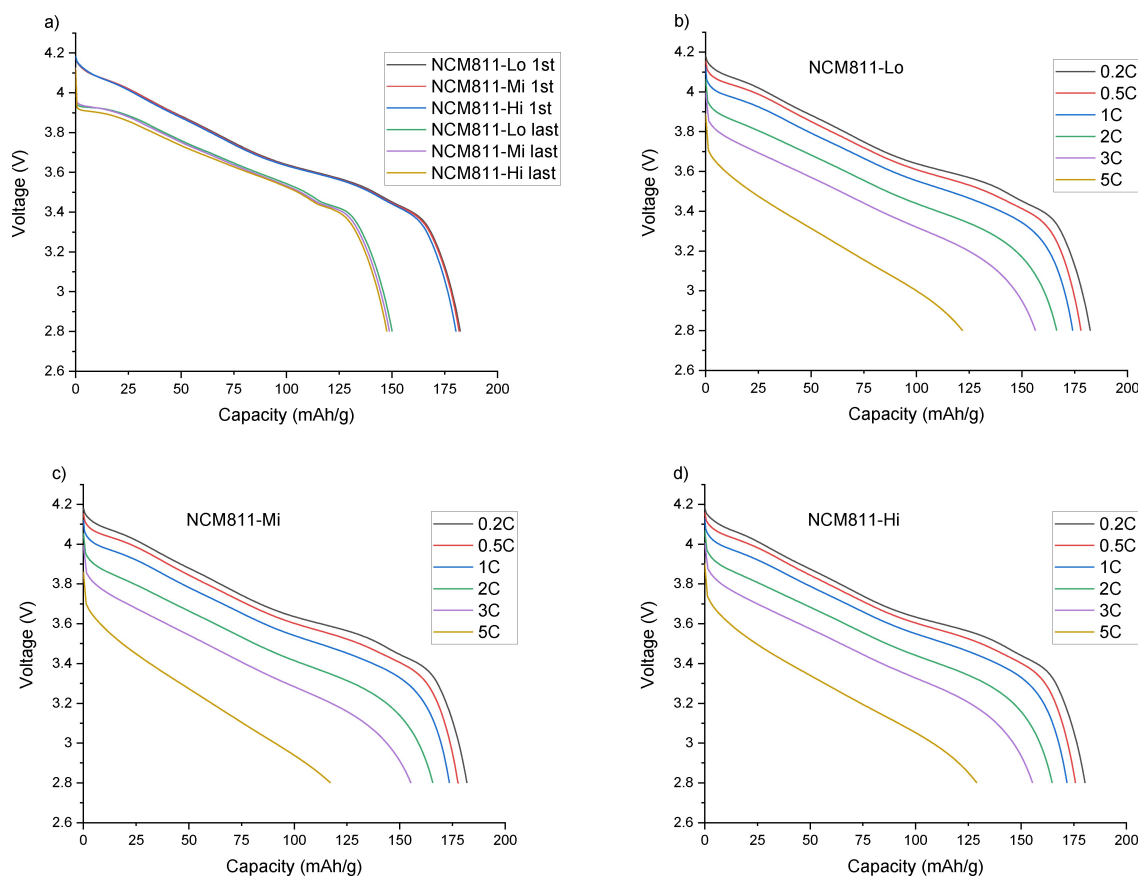 a)
4.2
4
3.8
3.6
3.4
3.2
3
2.8
2.6
Voltage (V)
0 25 50 75 100 125 150 175 200
Capacity (mAh/g)
NCM811-Lo 1st
NCM811-Mi 1st
NCM811-Hi 1st
NCM811-Lo last
NCM811-Mi last
NCM811-Hi last
b)
NCM811-Lo
4.2
4
3.8
3.6
3.4
3.2
3
2.8
2.6
Voltage (V)
0 25 50 75 100 125 150 175 200
Capacity (mAh/g)
0.2C
0.5C
1C
2C
3C
5C
c)
NCM811-Mi
4.2
4
3.8
3.6
3.4
3.2
3
2.8
2.6
Voltage (V)
0 25 50 75 100 125 150 175 200
Capacity (mAh/g)
0.2C
0.5C
1C
2C
3C
5C
d)
NCM811-Hi
4.2
4
3.8
3.6
3.4
3.2
3
2.8
2.6
Voltage (V)
0 25 50 75 100 125 150 175 200
Capacity (mAh/g)
0.2C
0.5C
1C
2C
3C
5C